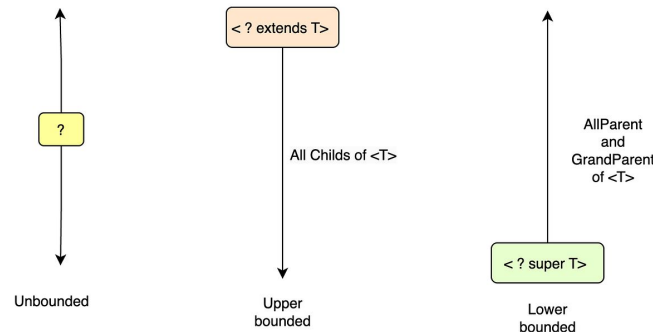 ?
Unbounded
< ? extends T>
All Childs of <T>
Upper
bounded
AllParent
and
GrandParent
of <T>
< ? super T>
Lower
bounded